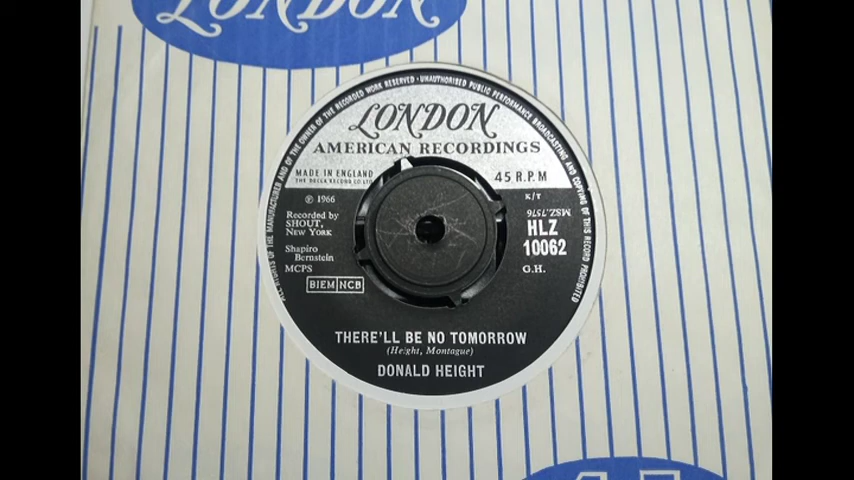 LONDON
ALL RIGHTS OF THE MANUFACTURER AND OF THE OWNER OF THE RECORDED WORK RESERVED · UNAUTHORISED PUBLIC PERFORMANCE BROADCASTING AND COPYING OF THIS RECORD PROHIBITED
LONDON
AMERICAN RECORDINGS
MADE IN ENGLAND
THE DECCA RECORD CO LTD
45 R.P.M
K/T
℗ 1966
MSZ.7576
Recorded by
SHOUT,
NEW YORK
HLZ
10062
Shapiro
Bernstein
MCPS
G.H.
BIEM NCB
THERE'LL BE NO TOMORROW
(Height, Montague)
DONALD HEIGHT